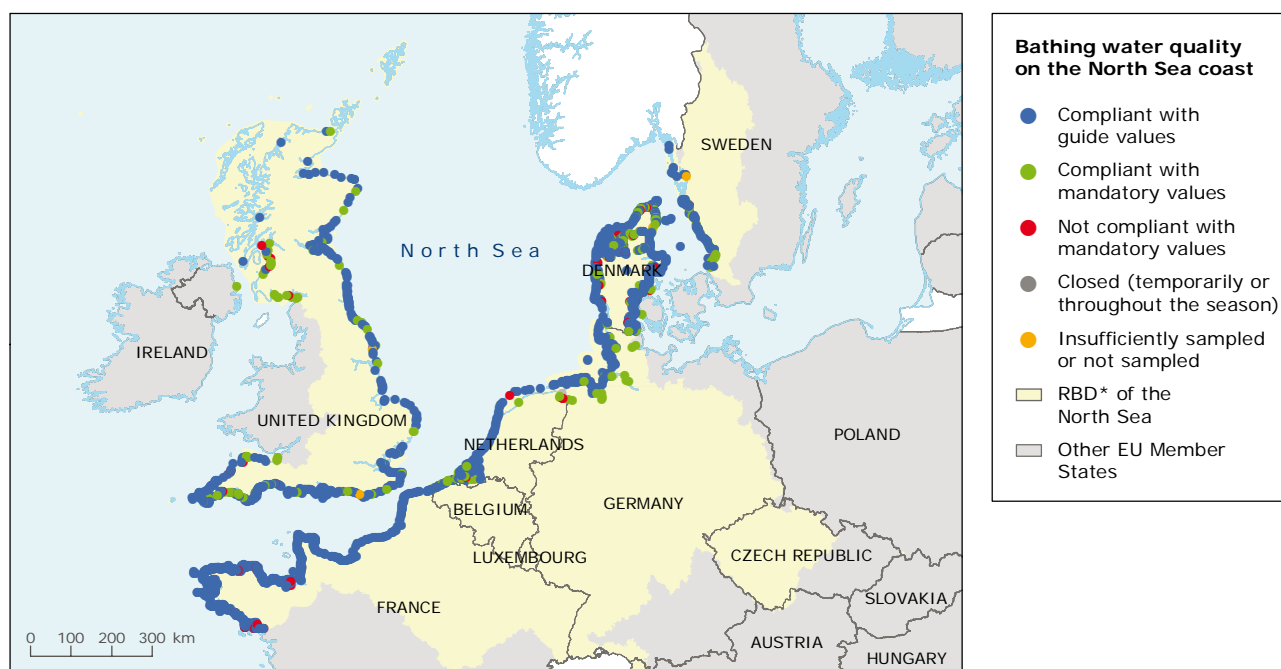 North Sea
SWEDEN
DENMARK
IRELAND
UNITED KINGDOM
NETHERLANDS
POLAND
BELGIUM
GERMANY
LUXEMBOURG
CZECH REPUBLIC
FRANCE
SLOVAKIA
AUSTRIA
HUNGARY
0 100 200 300 km
Bathing water quality
on the North Sea coast
Compliant with
guide values
Compliant with
mandatory values
Not compliant with
mandatory values
Closed (temporarily or
throughout the season)
Insufficiently sampled
or not sampled
RBD* of the
North Sea
Other EU Member
States